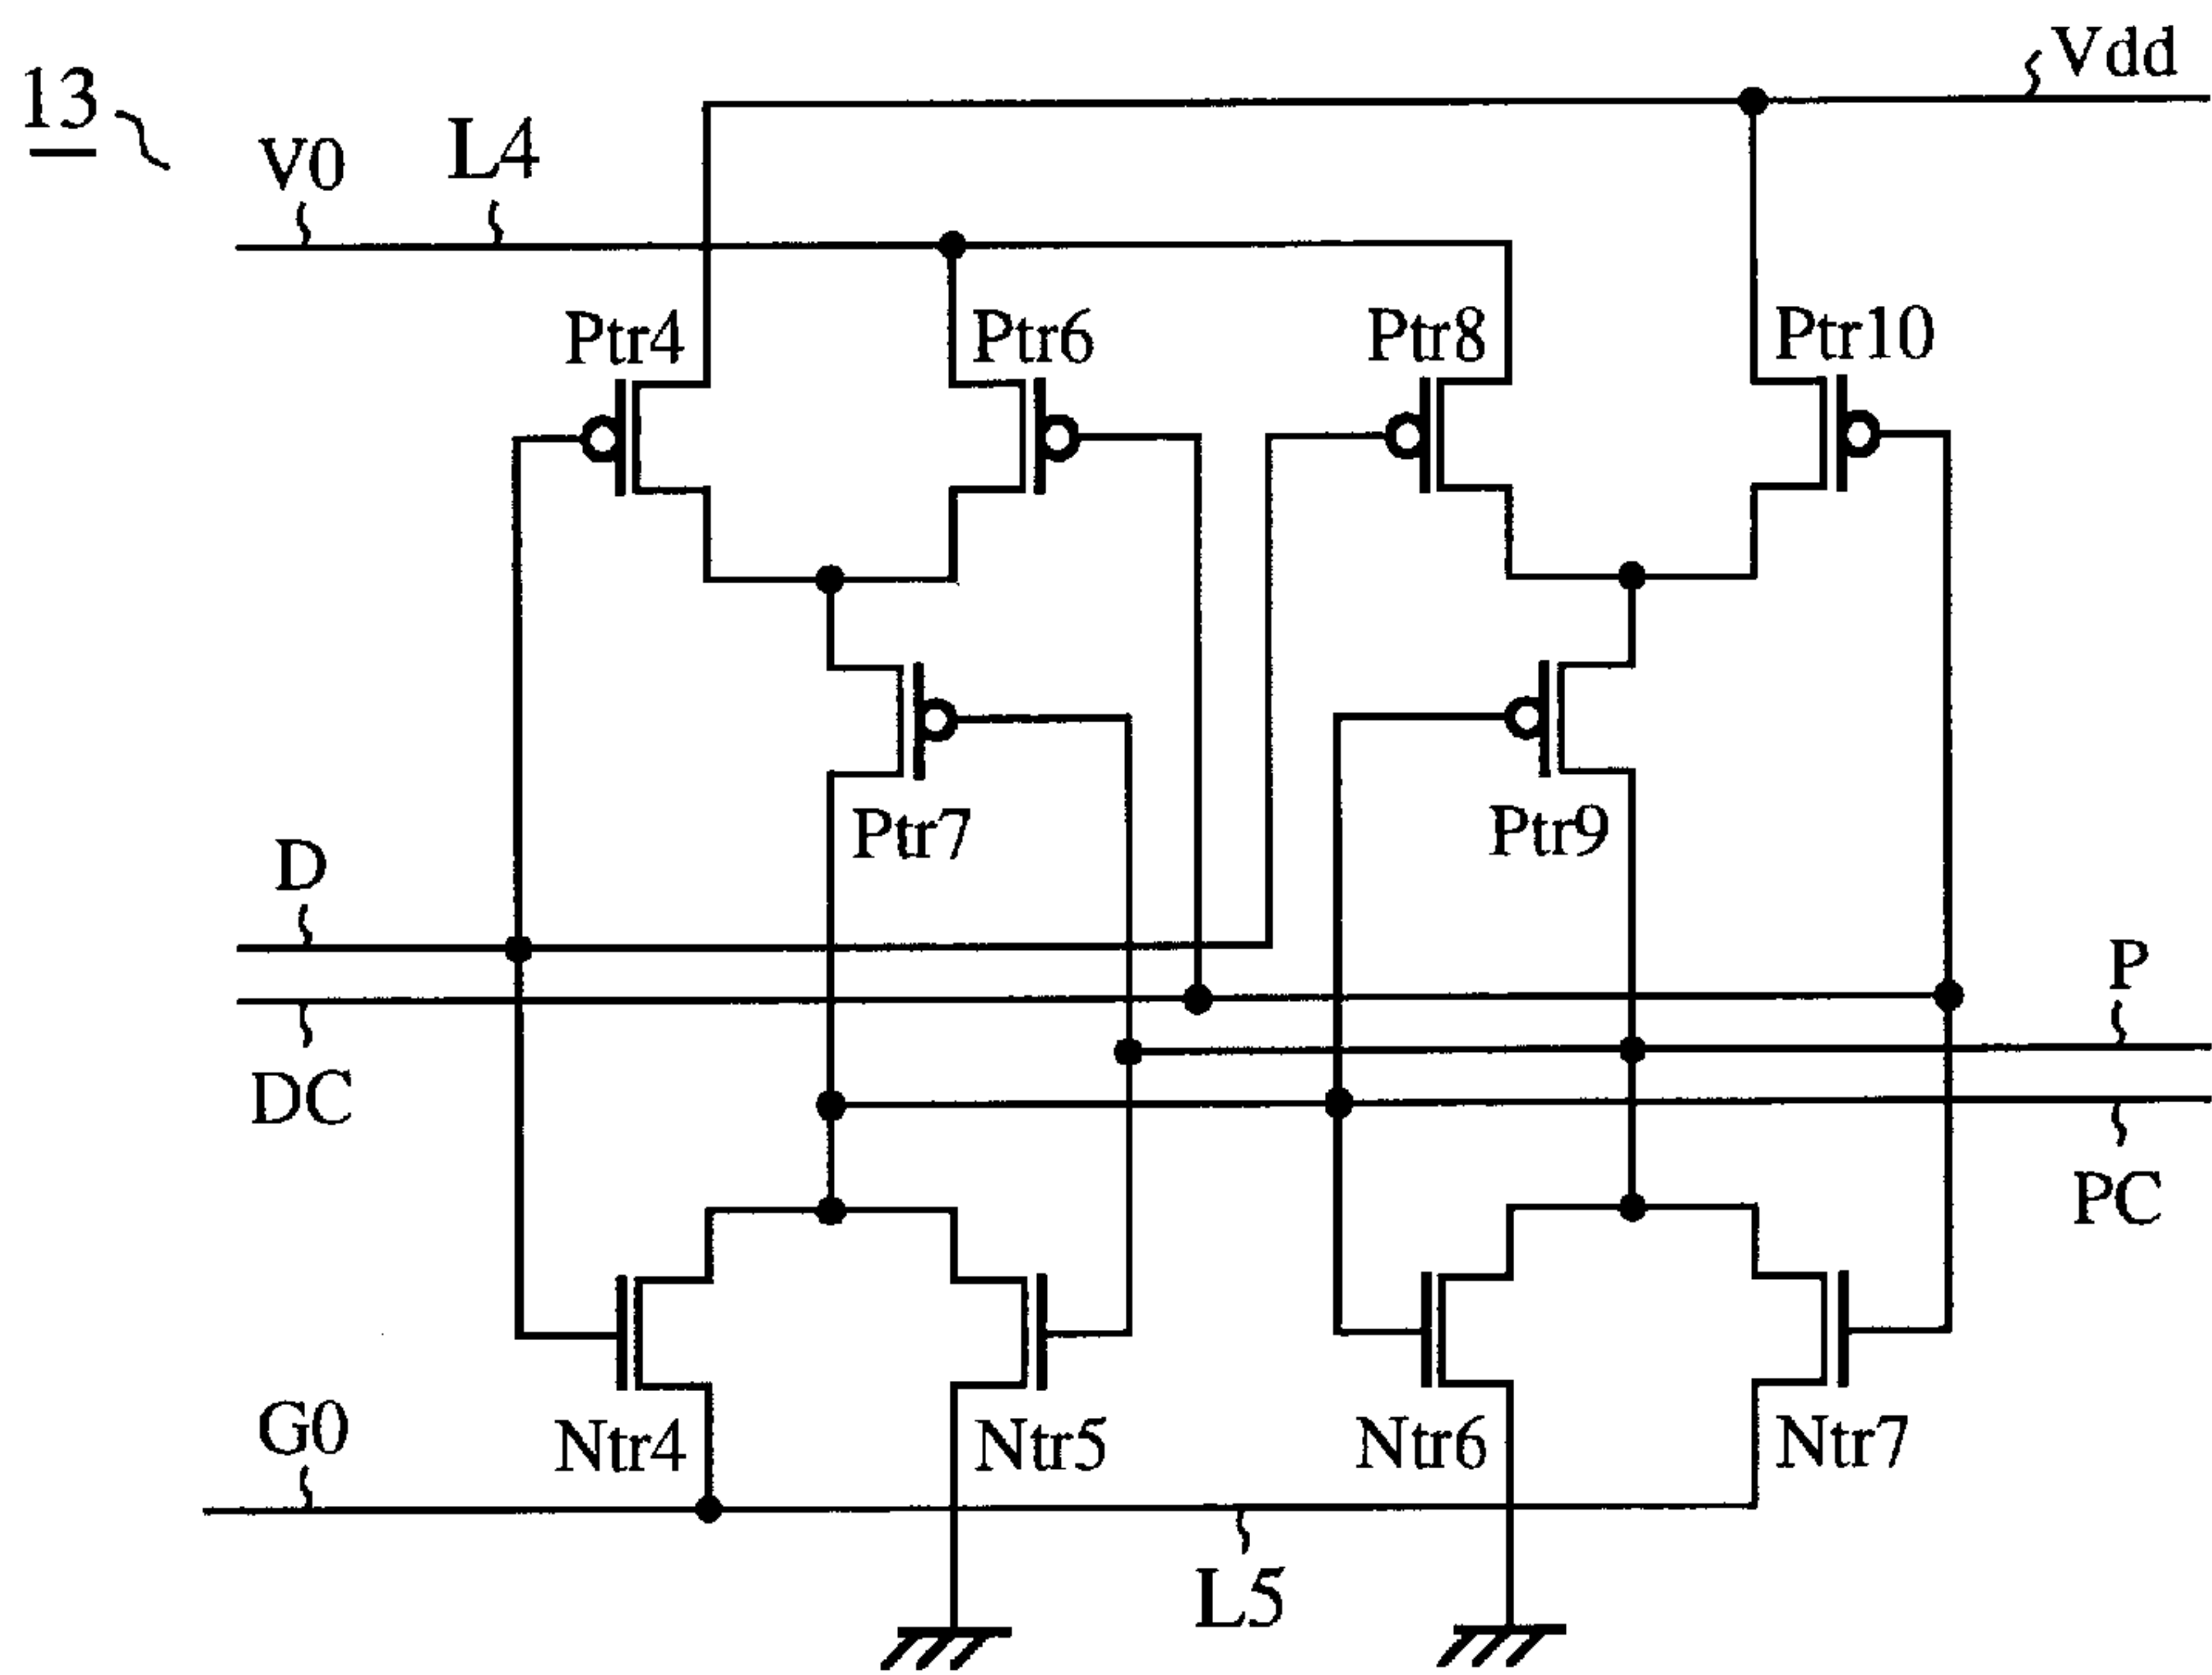 13
Vdd
V0
L4
Ptr4
Ptr6
Ptr8
Ptr10
Ptr7
Ptr9
D
P
DC
PC
G0
Ntr4
Ntr5
Ntr6
Ntr7
L5